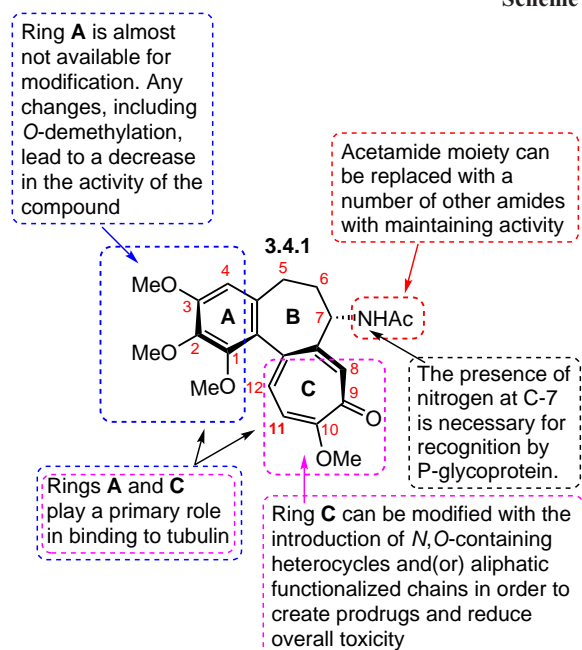 Scheme
Ring A is almost
not available for
modification. Any
changes, including
O-demethylation,
lead to a decrease
in the activity of the
compound
Acetamide moiety can
be replaced with a
number of other amides
with maintaining activity
3.4.1
5
6
4
MeO
3
A
B
7
NHAc
MeO
2
1
8
MeO
12
C
9
O
11
10
OMe
The presence of
nitrogen at C-7
is necessary for
recognition by
P-glycoprotein.
Rings A and C
play a primary role
in binding to tubulin
Ring C can be modified with the
introduction of N,O-containing
heterocycles and(or) aliphatic
functionalized chains in order to
create prodrugs and reduce
overall toxicity